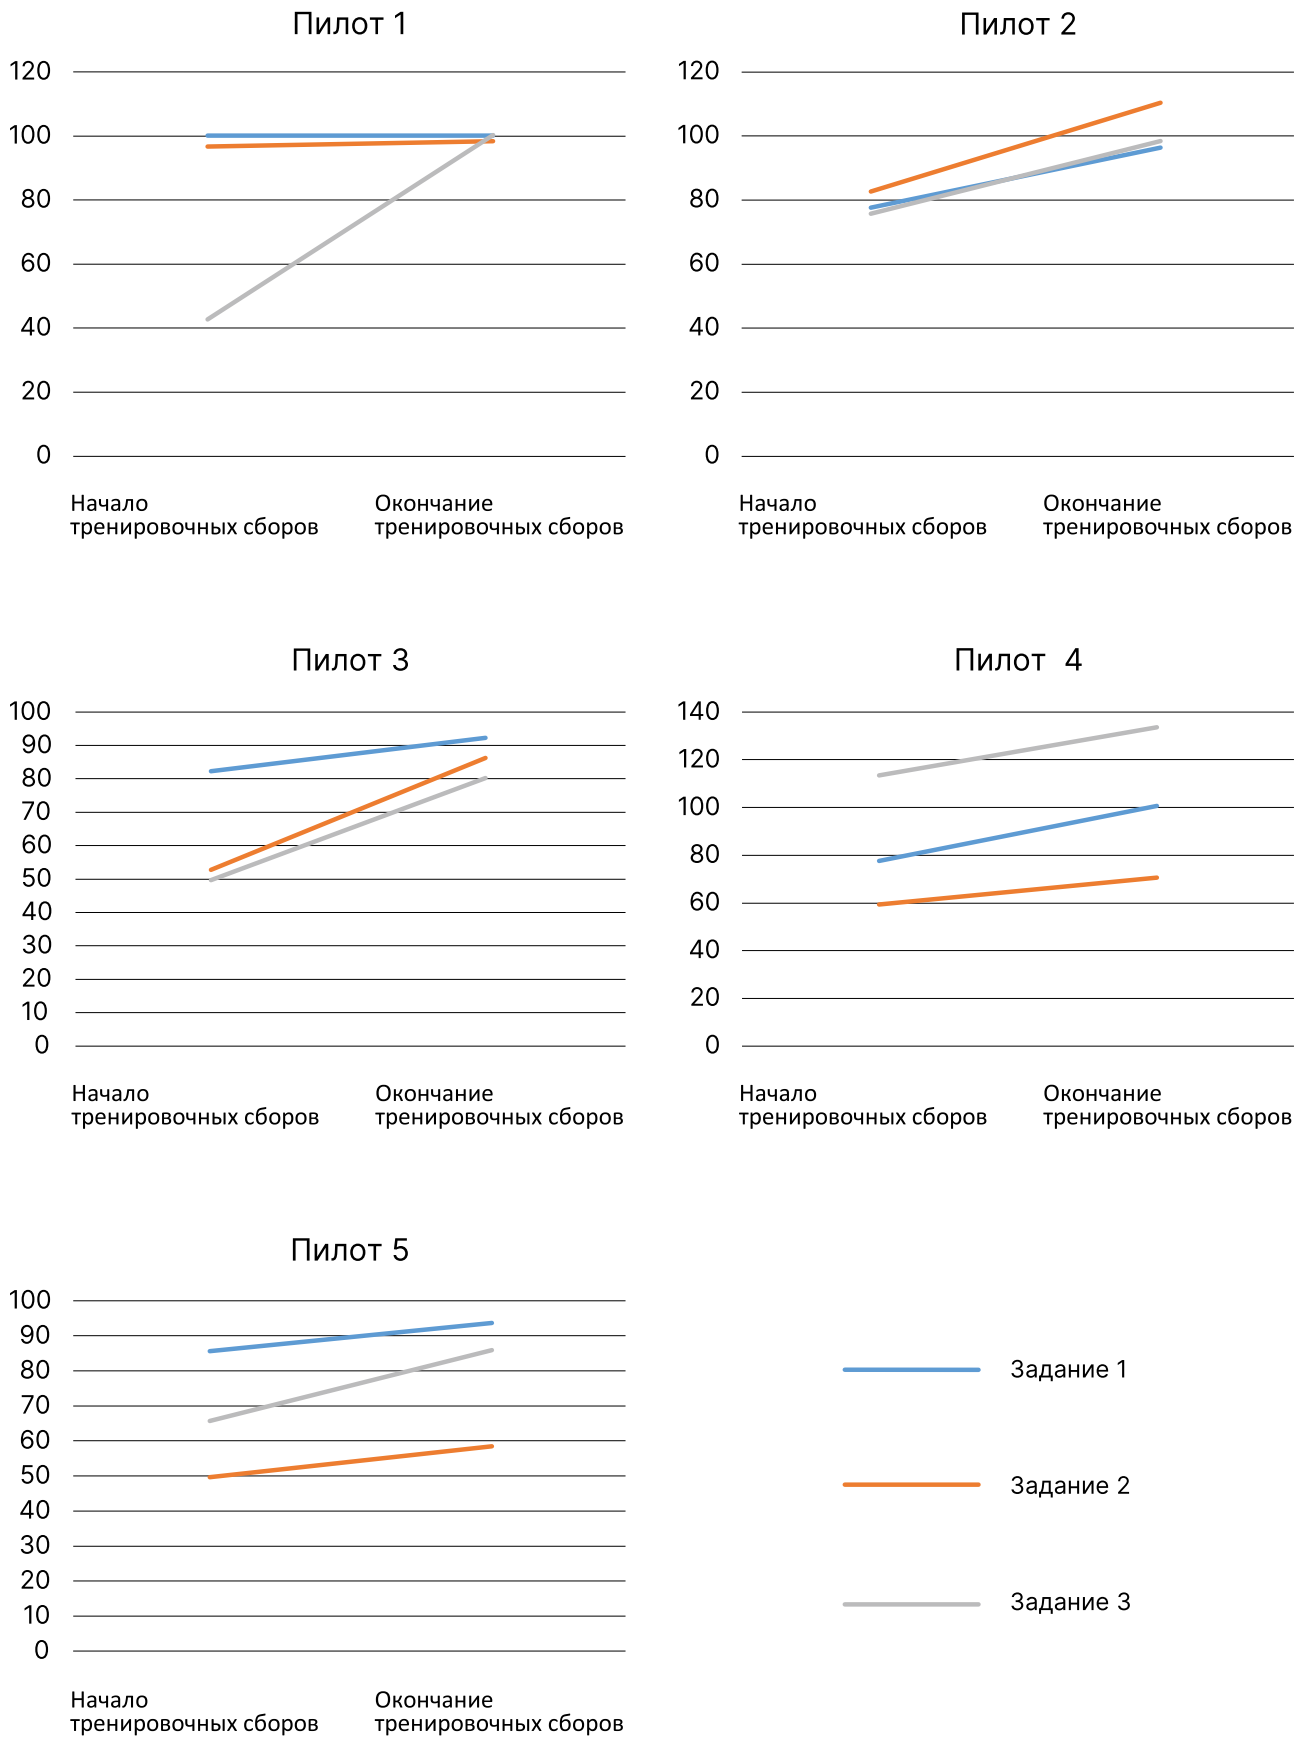 Пилот 1
120
100
80
60
40
20
0
Начало
тренировочных сборов
Окончание
тренировочных сборов
Пилот 2
120
100
80
60
40
20
0
Начало
тренировочных сборов
Окончание
тренировочных сборов
Пилот 3
100
90
80
70
60
50
40
30
20
10
0
Начало
тренировочных сборов
Окончание
тренировочных сборов
Пилот 4
140
120
100
80
60
40
20
0
Начало
тренировочных сборов
Окончание
тренировочных сборов
Пилот 5
100
90
80
70
60
50
40
30
20
10
0
Начало
тренировочных сборов
Окончание
тренировочных сборов
Задание 1
Задание 2
Задание 3